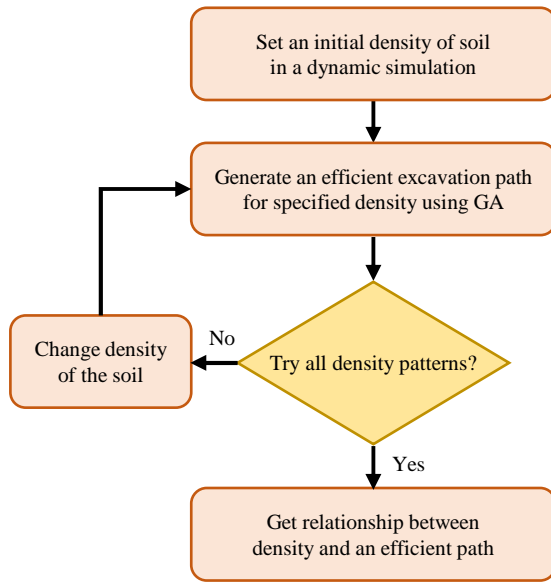 Set an initial density of soil
in a dynamic simulation
Generate an efficient excavation path
for specified density using GA
Try all density patterns?
No
Change density
of the soil
Yes
Get relationship between
density and an efficient path